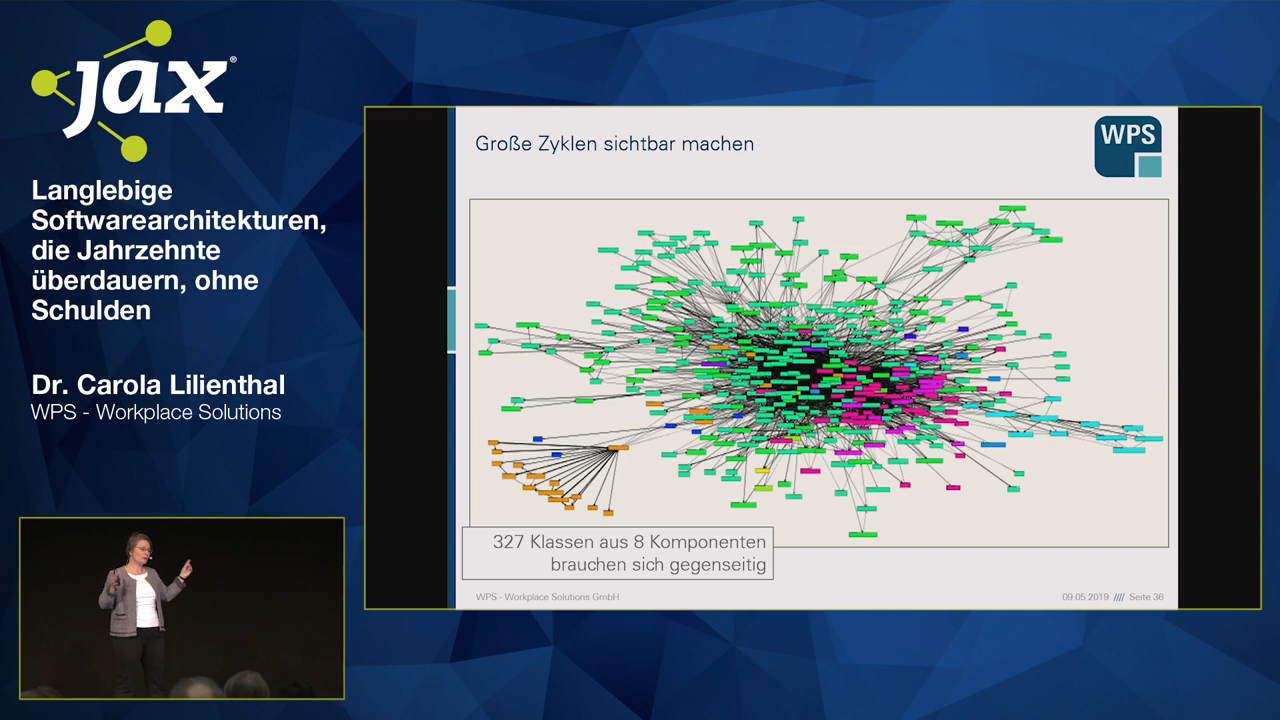 jax®
Langlebige
Softwarearchitekturen,
die Jahrzehnte
überdauern, ohne
Schulden
Dr. Carola Lilienthal
WPS - Workplace Solutions
Große Zyklen sichtbar machen
WPS
327 Klassen aus 8 Komponenten
brauchen sich gegenseitig
WPS - Workplace Solutions GmbH
09.05.2019 //// Seite 36